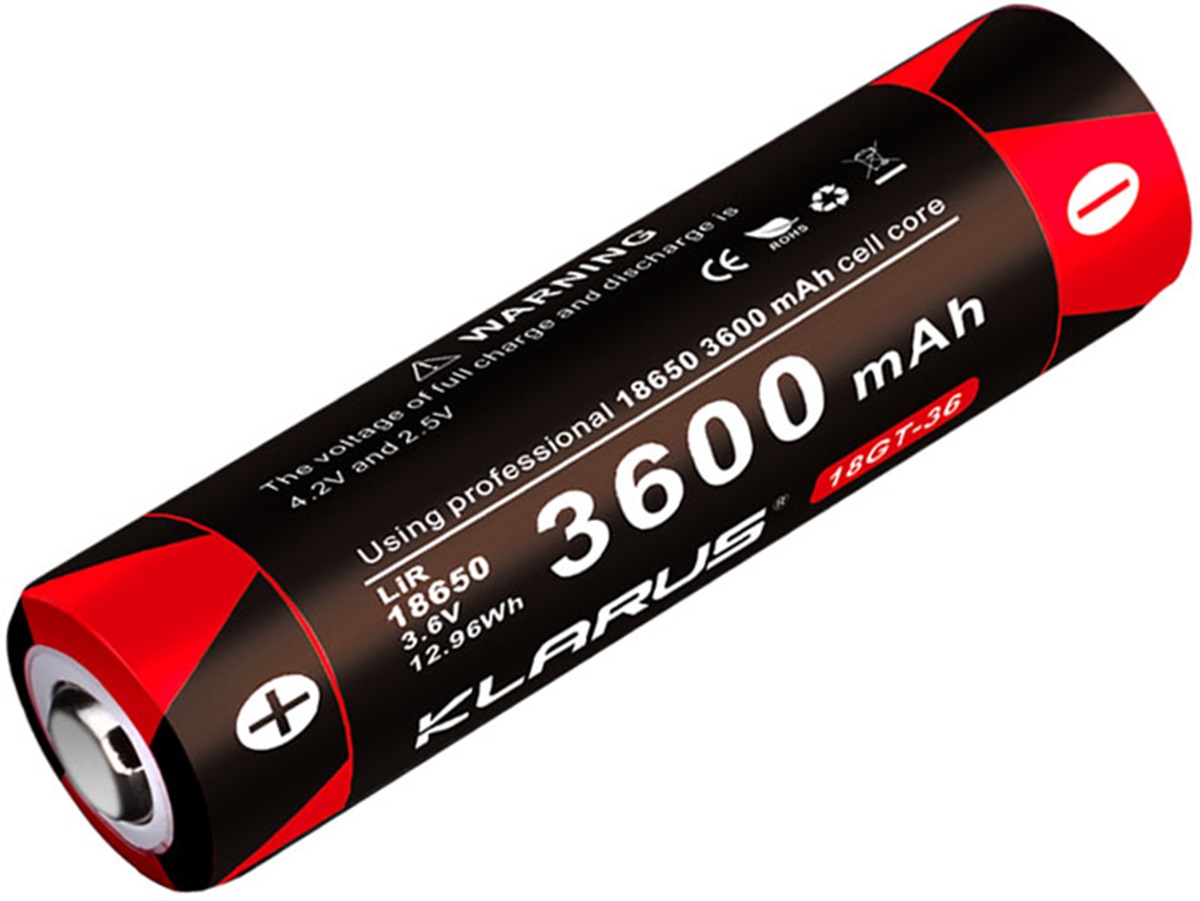 WARNING
The voltage of full charge and discharge is
4.2V and 2.5V
CE
ROHS
Using professional 18650 3600 mAh cell core
LiR
18650
3.6V
12.96Wh
3600 mAh
KLARUS®
18GT-36